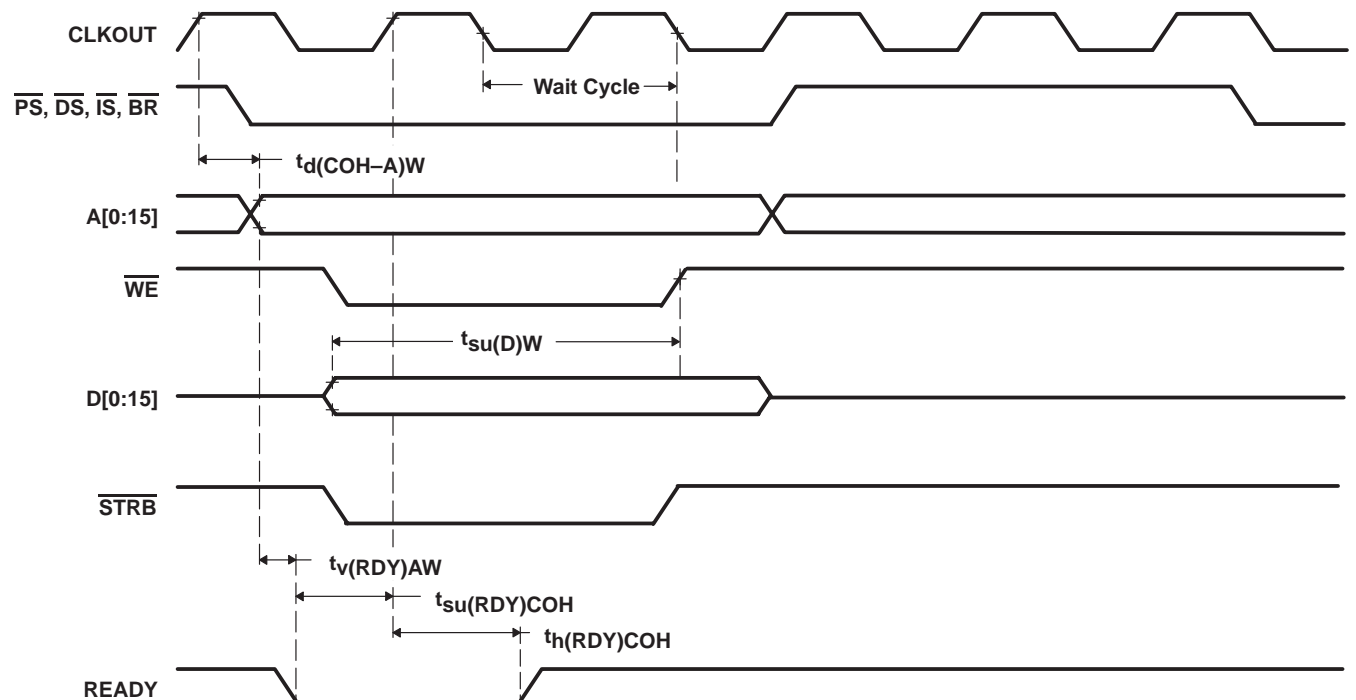 CLKOUT
Wait Cycle
PS, DS, IS, BR
td(COH–A)W
A[0:15]
WE
tsu(D)W
D[0:15]
STRB
tv(RDY)AW
tsu(RDY)COH
th(RDY)COH
READY